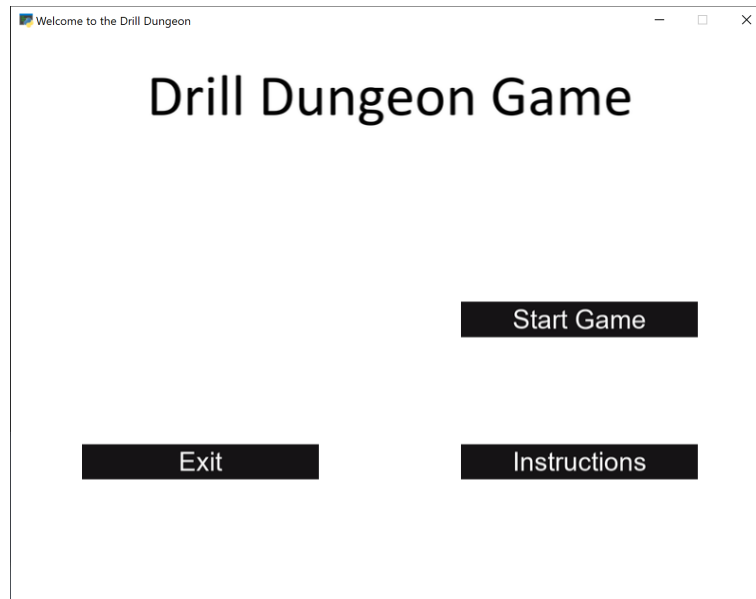 Welcome to the Drill Dungeon
Drill Dungeon Game
Start Game
Exit
Instructions